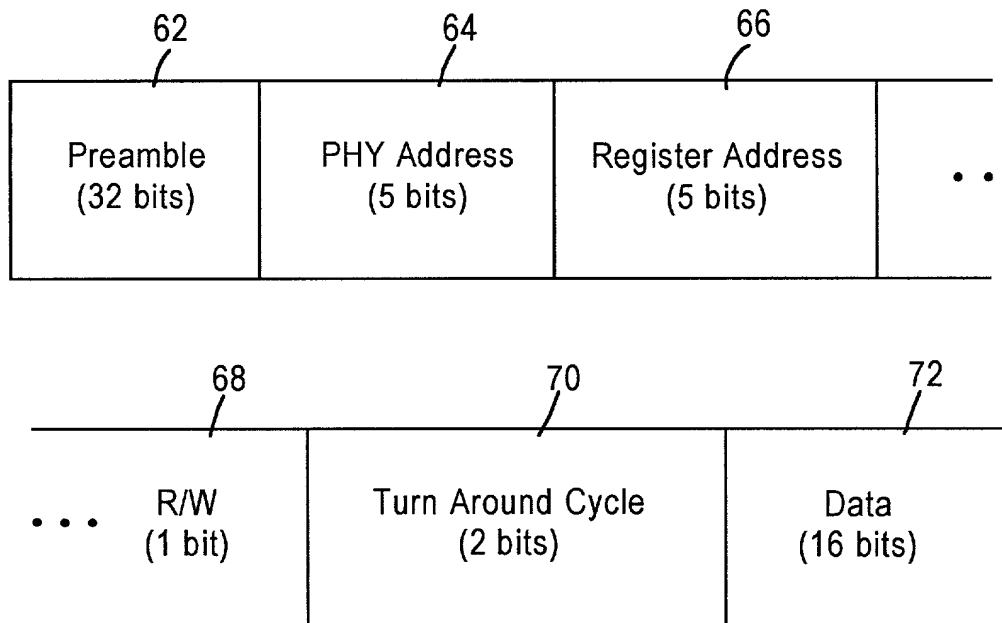 62 64 66
Preamble PHY Address Register Address
(32 bits) (5 bits) (5 bits)
68 70 72
R/W Turn Around Cycle Data
(1 bit) (2 bits) (16 bits)